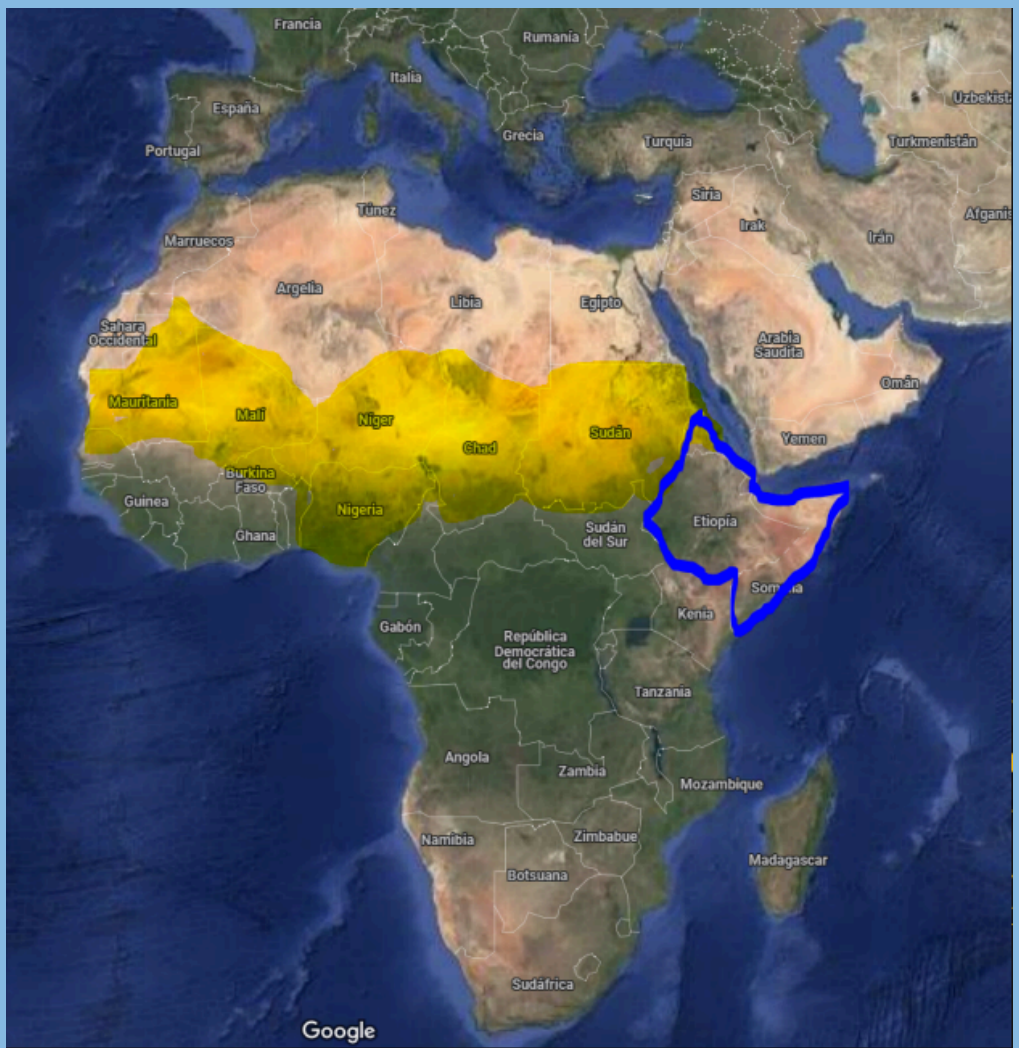 Francia
Rumanía
Italia
España
Uzbekist
Grecia
Turquía
Turkmenistán
Portugal
Siria
Túnez
Afganis
Irak
Marruecos
Irán
Argelia
Libia
Egipto
Sahara
Occidental
Arabia
Saudita
Omán
Mauritania
Malí
Níger
Sudán
Yemen
Chad
Burkina
Faso
Guinea
Nigeria
Etiopía
Ghana
Sudán
del Sur
Somalia
Kenia
Gabón
República
Democrática
del Congo
Tanzania
Angola
Zambia
Mozambique
Namibia
Zimbabue
Madagascar
Botsuana
Sudáfrica
Google